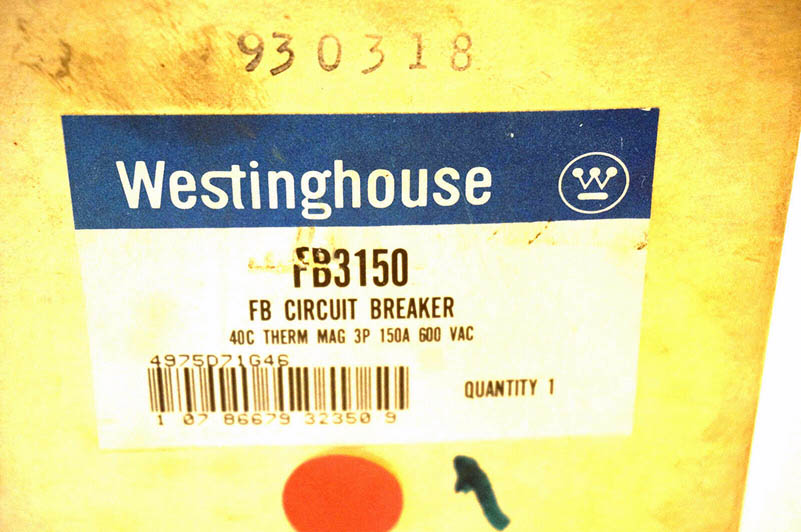 930318
Westinghouse
W
FB3150
FB CIRCUIT BREAKER
40C THERM MAG 3P 150A 600 VAC
4975D71G46
QUANTITY 1
1 07 86679 32350 9